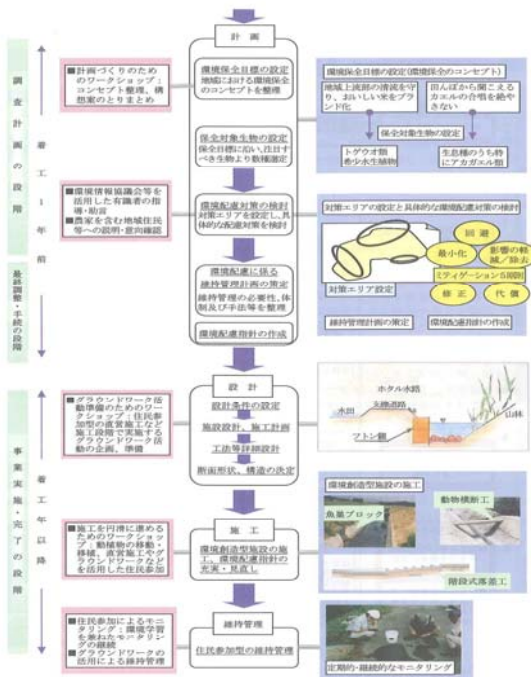 計 画
環境保全目標の設定
地域における環境保全
のコンセプトを整理
保全対象生物の設定
保全目標に沿い、注目す
べき生物より数種選定
環境配慮対策の検討
対策エリアを設定し、具体
的な配慮対策を検討
環境配慮に係る
維持管理計画の策定
維持管理の必要性、体
制及び手法等を整理
環境配慮指針の作成
設 計
設計条件の設定
施設設計、施工計画
工法等詳細設計
断面形状、構造の決定
施 工
環境創造型施設の施
工、環境配慮指針の
充実・見直し
維持管理
住民参加型の維持管理
調査計画の段階
着工1年前
最終調整・手続の段階
事業実施・完了の段階
着工年以降
■計画づくりのため
のワークショップ:
コンセプト整理、構
想案のとりまとめ
■環境情報協議会等を
活用した有識者の指
導・助言
■農家を含む地域住民
等への説明・意向確認
■グラウンドワーク活
動準備のためのワー
クショップ:住民参
加型の直営施工など
施工段階で実施する
グラウンドワーク活
動の企画、準備
■施工を円滑に進める
ためのワークショッ
プ:動植物の移動・
移植、直営施工やグ
ラウンドワークなど
を活用した住民参加
■住民参加によるモニ
タリング:環境学習
を兼ねたモニタリン
グの継続
■グラウンドワークの
活用による維持管理
環境保全目標の設定(環境保全のコンセプト)
地域上流部の清流を守
り、おいしい米をブラン
ド化
田んぼから聞こえる
カエルの合唱を絶や
さない
保全対象生物の設定
トゲウオ類
希少水生植物
生息種のうち特
にアカガエル類
対策エリアの設定と具体的な環境配慮対策の検討
回 避
最小化
影響の軽
減／除去
ミティゲーション5原則
修 正
代 償
対策エリア設定
維持管理計画の策定
環境配慮指針の作成
ホタル水路
水田
山林
フトン籠
環境創造型施設の施工
魚巣ブロック
動物横断工
階段式落差工
定期的・継続的なモニタリング